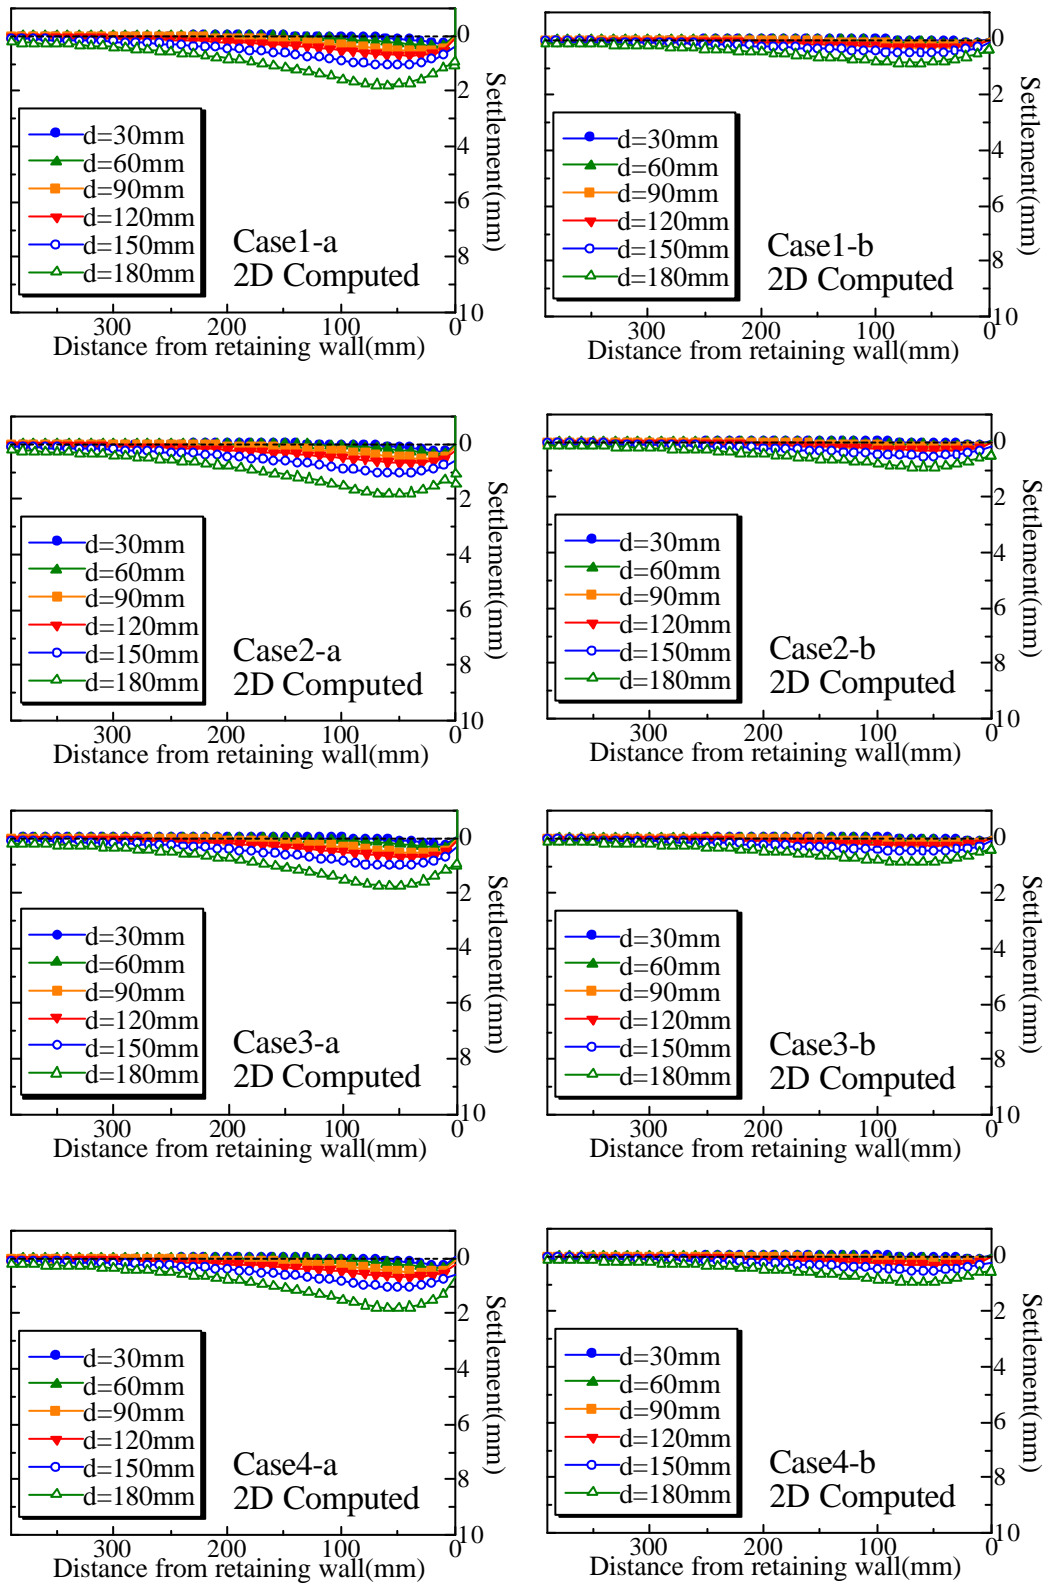 0
2
4
6
8
10
Settlement(mm)
d=30mm
d=60mm
d=90mm
d=120mm
d=150mm
d=180mm
Case1-a
2D Computed
300 200 100 0
Distance from retaining wall(mm)
0
2
4
6
8
10
Settlement(mm)
d=30mm
d=60mm
d=90mm
d=120mm
d=150mm
d=180mm
Case1-b
2D Computed
300 200 100 0
Distance from retaining wall(mm)
0
2
4
6
8
10
Settlement(mm)
d=30mm
d=60mm
d=90mm
d=120mm
d=150mm
d=180mm
Case2-a
2D Computed
300 200 100 0
Distance from retaining wall(mm)
0
2
4
6
8
10
Settlement(mm)
d=30mm
d=60mm
d=90mm
d=120mm
d=150mm
d=180mm
Case2-b
2D Computed
300 200 100 0
Distance from retaining wall(mm)
0
2
4
6
8
10
Settlement(mm)
d=30mm
d=60mm
d=90mm
d=120mm
d=150mm
d=180mm
Case3-a
2D Computed
300 200 100 0
Distance from retaining wall(mm)
0
2
4
6
8
10
Settlement(mm)
d=30mm
d=60mm
d=90mm
d=120mm
d=150mm
d=180mm
Case3-b
2D Computed
300 200 100 0
Distance from retaining wall(mm)
0
2
4
6
8
10
Settlement(mm)
d=30mm
d=60mm
d=90mm
d=120mm
d=150mm
d=180mm
Case4-a
2D Computed
300 200 100 0
Distance from retaining wall(mm)
0
2
4
6
8
10
Settlement(mm)
d=30mm
d=60mm
d=90mm
d=120mm
d=150mm
d=180mm
Case4-b
2D Computed
300 200 100 0
Distance from retaining wall(mm)